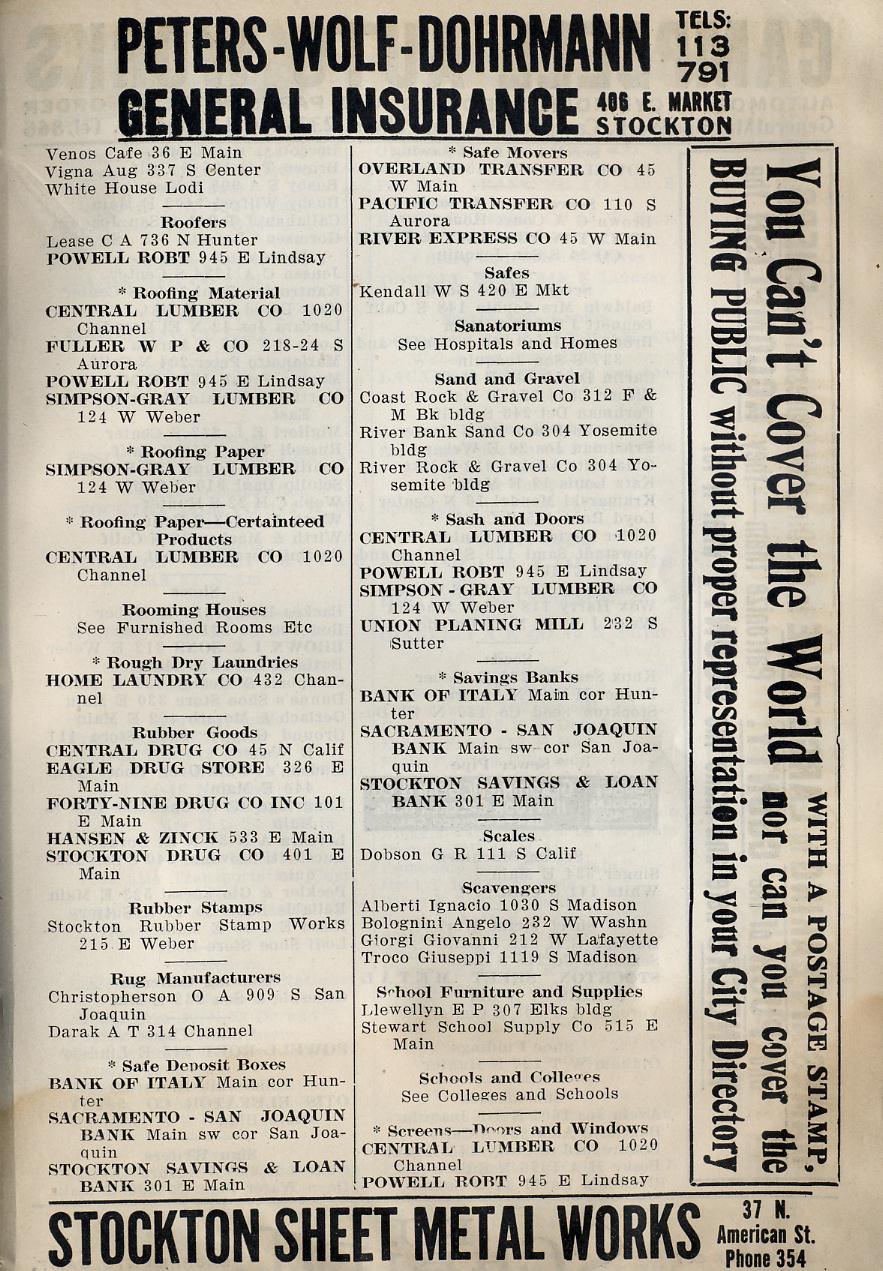 PETERS-WOLF-DOHRMANN
GENERAL INSURANCE
TELS:
113
791
406 E. MARKET
STOCKTON
Venos Cafe 36 E Main
Vigna Aug 337 S Center
White House Lodi
Roofers
Lease C A 736 N Hunter
POWELL ROBT 945 E Lindsay
* Roofing Material
CENTRAL LUMBER CO 1020
Channel
FULLER W P & CO 218-24 S
Aurora
POWELL ROBT 945 E Lindsay
SIMPSON-GRAY LUMBER CO
124 W Weber
* Roofing Paper
SIMPSON-GRAY LUMBER CO
124 W Weber
* Roofing Paper—Certainteed
Products
CENTRAL LUMBER CO 1020
Channel
Rooming Houses
See Furnished Rooms Etc
* Rough Dry Laundries
HOME LAUNDRY CO 432 Chan-
nel
Rubber Goods
CENTRAL DRUG CO 45 N Calif
EAGLE DRUG STORE 326 E
Main
FORTY-NINE DRUG CO INC 101
E Main
HANSEN & ZINCK 533 E Main
STOCKTON DRUG CO 401 E
Main
Rubber Stamps
Stockton Rubber Stamp Works
215 E Weber
Rug Manufacturers
Christopherson O A 909 S San
Joaquin
Darak A T 314 Channel
* Safe Deposit Boxes
BANK OF ITALY Main cor Hun-
ter
SACRAMENTO - SAN JOAQUIN
BANK Main sw cor San Joa-
quin
STOCKTON SAVINGS & LOAN
BANK 301 E Main
* Safe Movers
OVERLAND TRANSFER CO 45
W Main
PACIFIC TRANSFER CO 110 S
Aurora
RIVER EXPRESS CO 45 W Main
Safes
Kendall W S 420 E Mkt
Sanatoriums
See Hospitals and Homes
Sand and Gravel
Coast Rock & Gravel Co 312 F &
M Bk bldg
River Bank Sand Co 304 Yosemite
bldg
River Rock & Gravel Co 304 Yo-
semite bldg
* Sash and Doors
CENTRAL LUMBER CO 1020
Channel
POWELL ROBT 945 E Lindsay
SIMPSON - GRAY LUMBER CO
124 W Weber
UNION PLANING MILL 232 S
Sutter
* Savings Banks
BANK OF ITALY Main cor Hun-
ter
SACRAMENTO - SAN JOAQUIN
BANK Main sw cor San Joa-
quin
STOCKTON SAVINGS & LOAN
BANK 301 E Main
Scales
Dobson G R 111 S Calif
Scavengers
Alberti Ignacio 1030 S Madison
Bolognini Angelo 232 W Washn
Giorgi Giovanni 212 W Lafayette
Troco Giuseppi 1119 S Madison
School Furniture and Supplies
Llewellyn E P 307 Elks bldg
Stewart School Supply Co 515 E
Main
Schools and Colleges
See Colleges and Schools
* Screens—Doors and Windows
CENTRAL LUMBER CO 1020
Channel
POWELL ROBT 945 E Lindsay
You Can't Cover the World WITH A POSTAGE STAMP,
nor can you cover the
BUYING PUBLIC without proper representation in your City Directory
STOCKTON SHEET METAL WORKS
37 N.
American St.
Phone 354